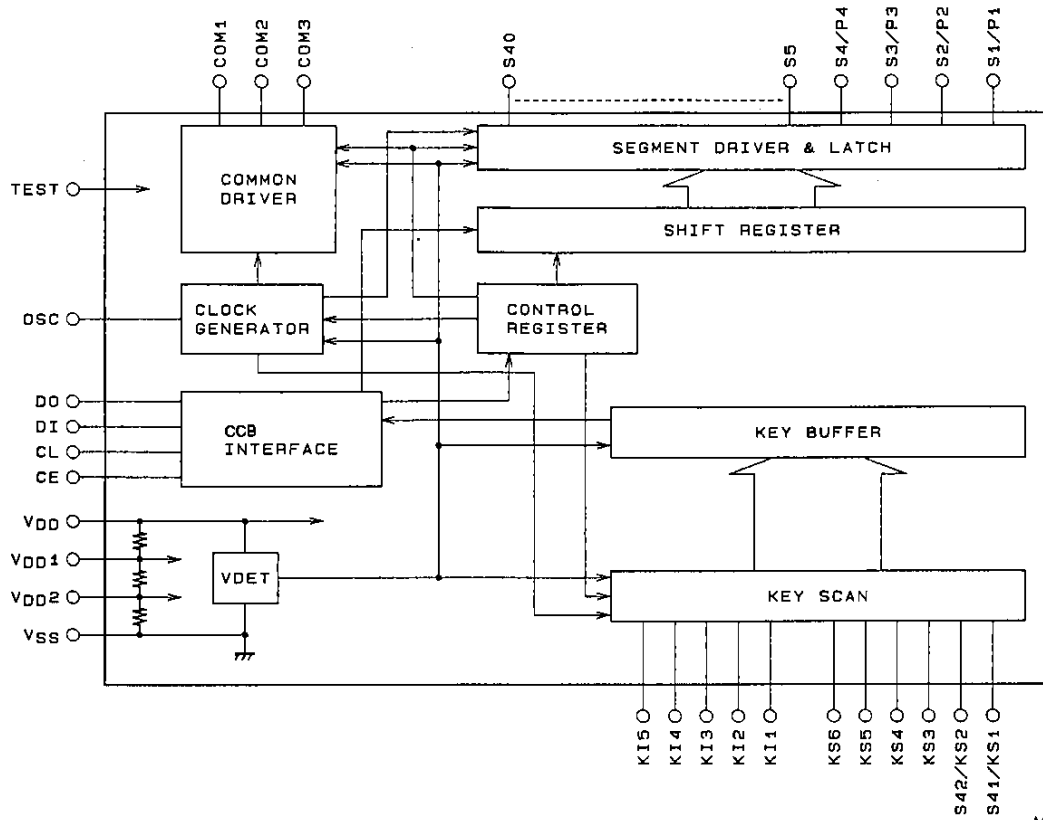 COM1
COM2
COM3
S40
S5
S4/P4
S3/P3
S2/P2
S1/P1
TEST
COMMON
DRIVER
SEGMENT DRIVER & LATCH
SHIFT REGISTER
OSC
CLOCK
GENERATOR
CONTROL
REGISTER
DO
DI
CL
CE
CCB
INTERFACE
KEY BUFFER
VDD
VDD1
VDD2
VSS
VDET
KEY SCAN
KI5
KI4
KI3
KI2
KI1
KS6
KS5
KS4
KS3
S42/KS2
S41/KS1